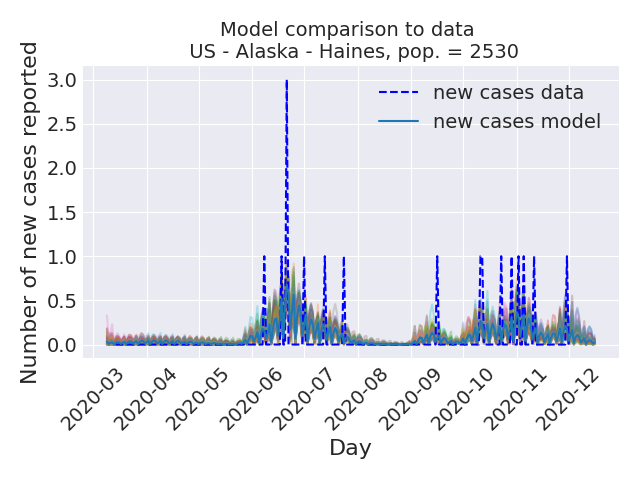 Model comparison to data
US - Alaska - Haines, pop. = 2530
Number of new cases reported
3.0
2.5
2.0
1.5
1.0
0.5
0.0
new cases data
new cases model
2020-03
2020-04
2020-05
2020-06
2020-07
2020-08
2020-09
2020-10
2020-11
2020-12
Day